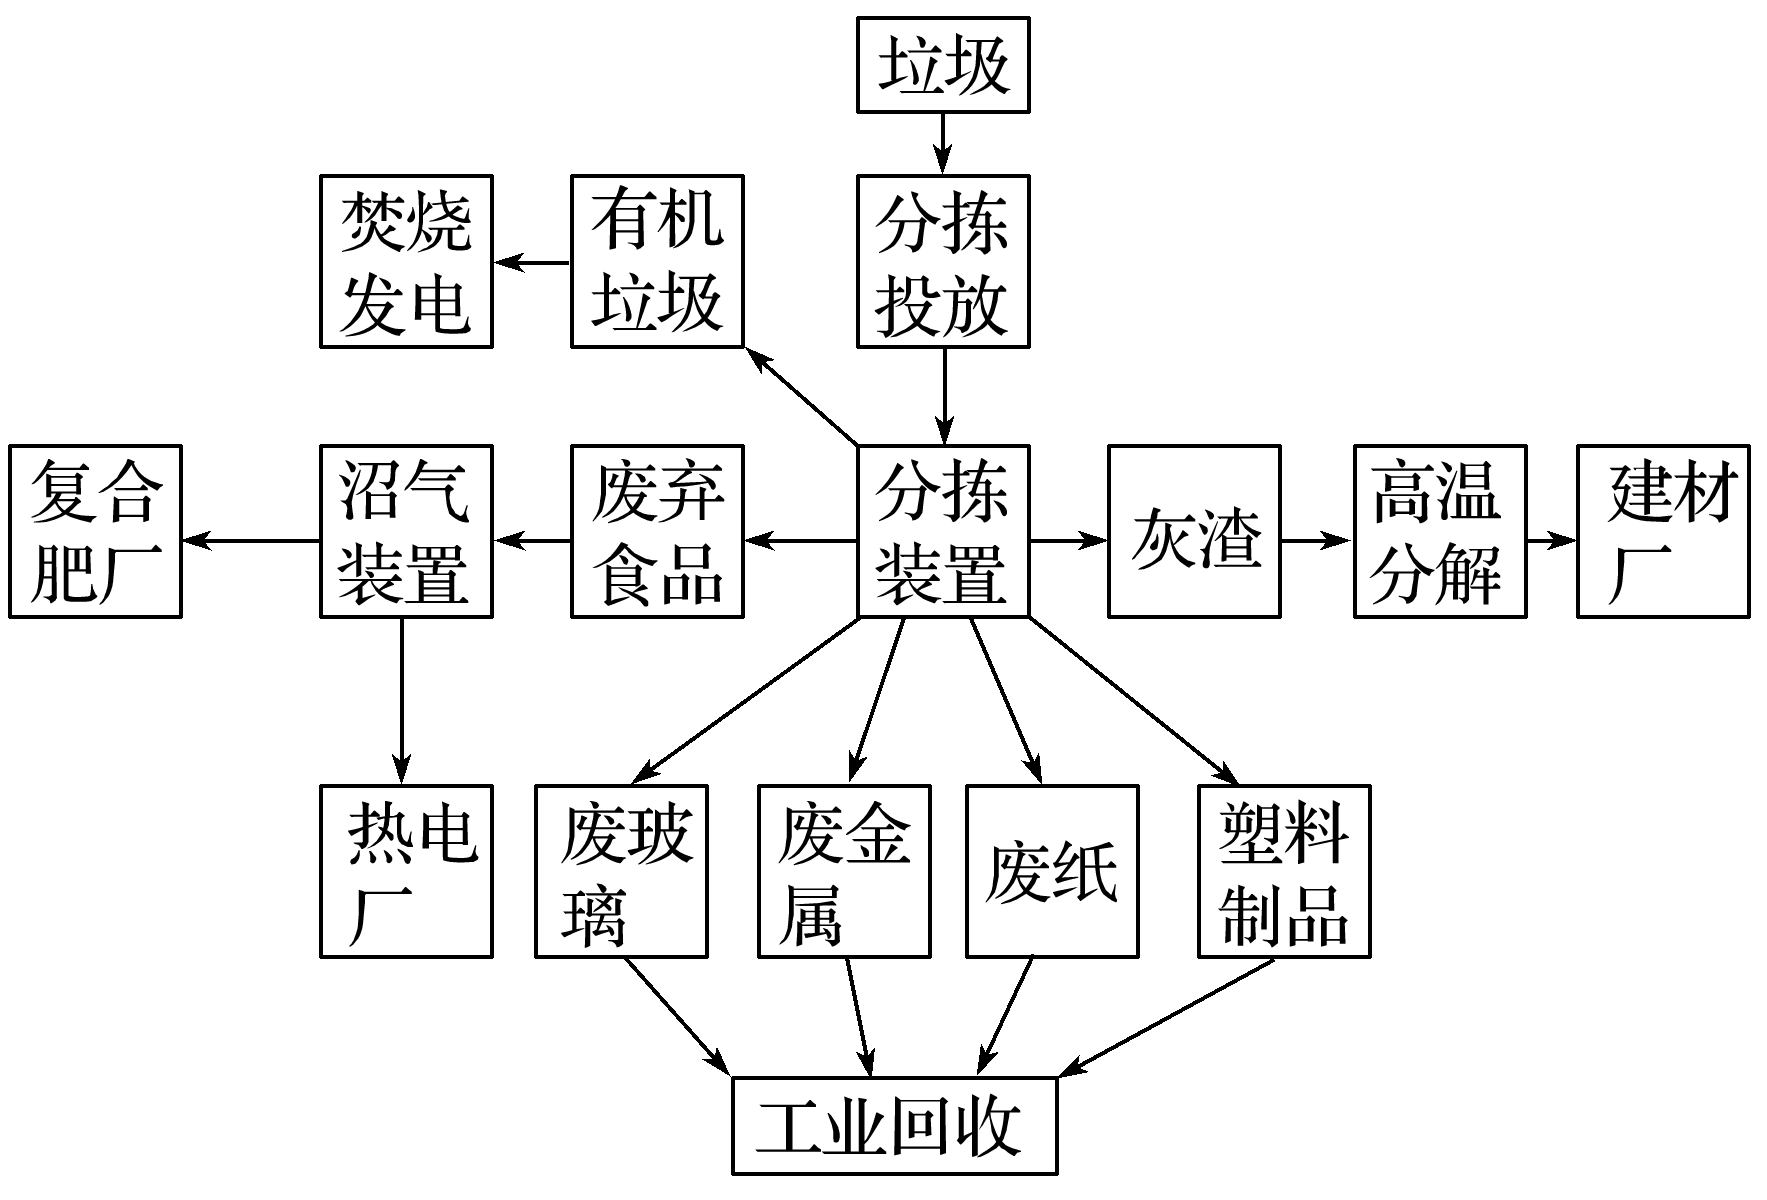 垃圾
焚烧
发电
有机
垃圾
分拣
投放
复合
肥厂
沼气
装置
废弃
食品
分拣
装置
灰渣
高温
分解
建材
厂
热电
厂
废玻
璃
废金
属
废纸
塑料
制品
工业回收